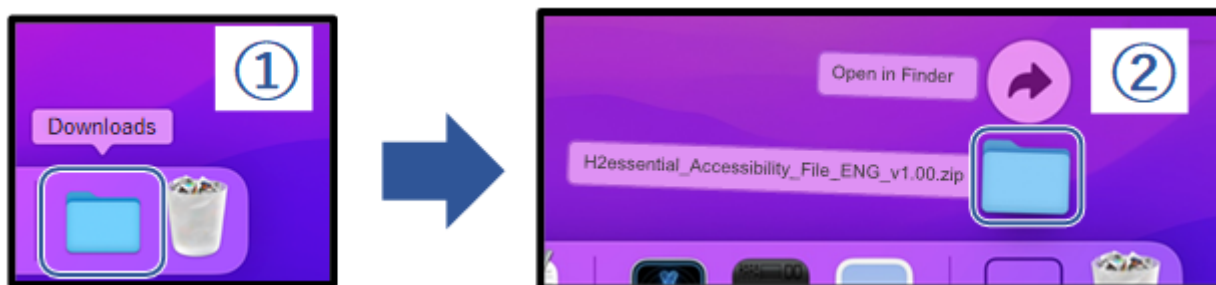 ①
Downloads
②
Open in Finder
H2essential_Accessibility_File_ENG_v1.00.zip